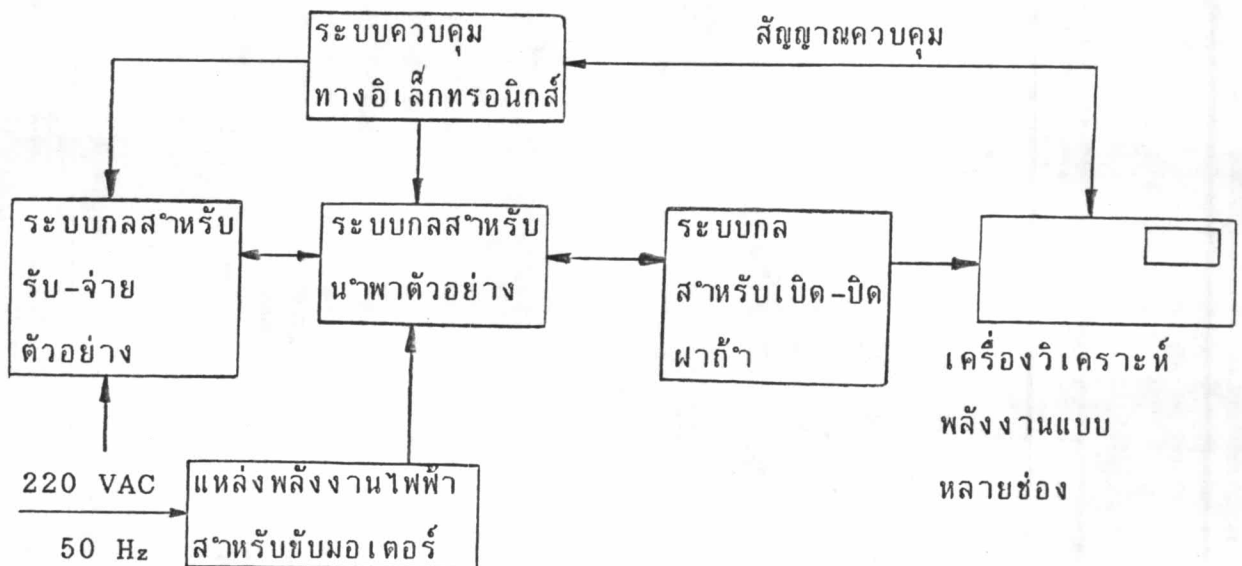 ระบบควบคุม
ทางอิเล็กทรอนิกส์
สัญญาณควบคุม
ระบบกลสำหรับ
รับ-จ่าย
ตัวอย่าง
ระบบกลสำหรับ
นำพาตัวอย่าง
ระบบกล
สำหรับเปิด-ปิด
ฝาถ้ำ
เครื่องวิเคราะห์
พลังงานแบบ
หลายช่อง
220 VAC
50 Hz
แหล่งพลังงานไฟฟ้า
สำหรับขับมอเตอร์